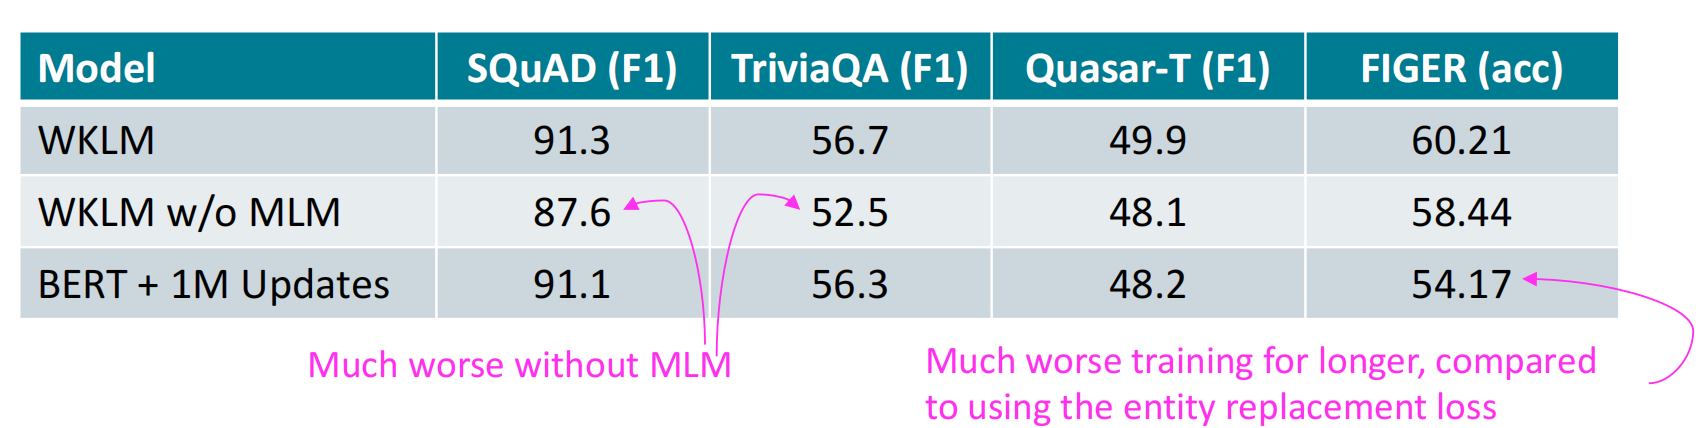 Model SQuAD (F1) TriviaQA (F1) Quasar-T (F1) FIGER (acc)
WKLM 91.3 56.7 49.9 60.21
WKLM w/o MLM 87.6 52.5 48.1 58.44
BERT + 1M Updates 91.1 56.3 48.2 54.17
Much worse without MLM
Much worse training for longer, compared
to using the entity replacement loss